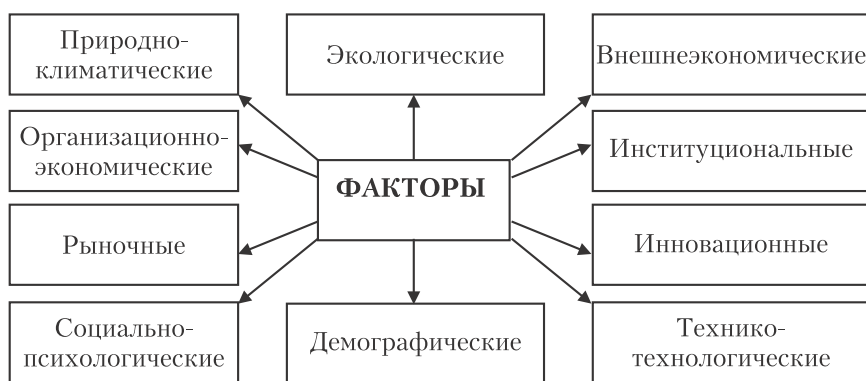 Природно-
климатические
Экологические
Внешнеэкономические
Организационно-
экономические
Институциональные
ФАКТОРЫ
Рыночные
Инновационные
Социально-
психологические
Демографические
Технико-
технологические